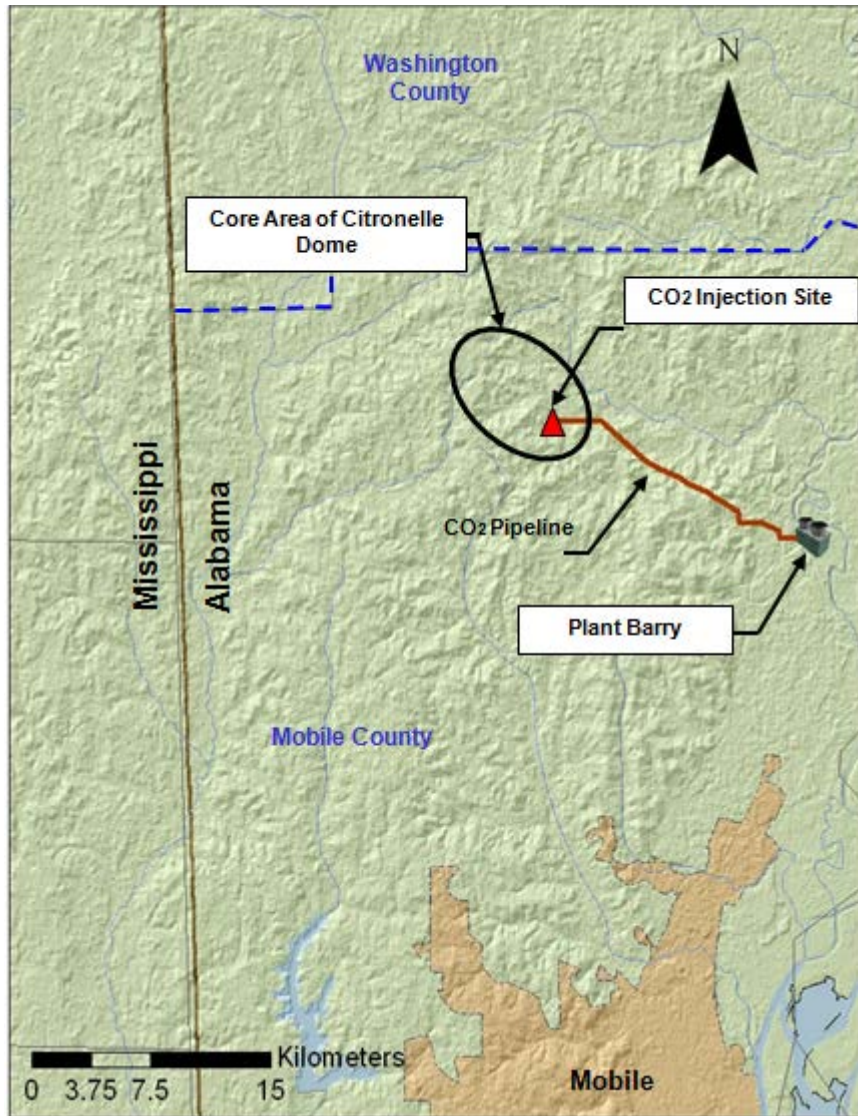 Washington
County
N
Core Area of Citronelle
Dome
CO2 Injection Site
Mississippi
Alabama
CO2 Pipeline
Plant Barry
Mobile County
Kilometers
0 3.75 7.5 15
Mobile